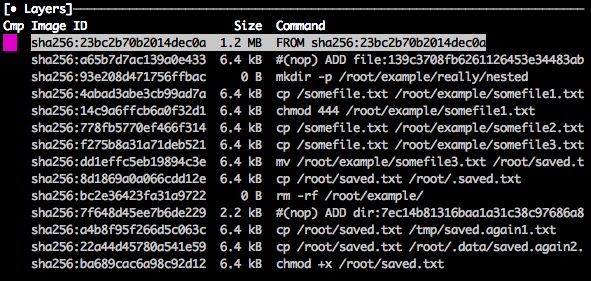 [● Layers]
Cmp Image ID Size Command
sha256:23bc2b70b2014dec0a 1.2 MB FROM sha256:23bc2b70b2014dec0a
sha256:a65b7d7ac139a0e433 6.4 kB #(nop) ADD file:139c3708fb6261126453e34483ab
sha256:93e208d471756ffbac 0 B mkdir -p /root/example/really/nested
sha256:4abad3abe3cb99ad7a 6.4 kB cp /somefile.txt /root/example/somefile1.txt
sha256:14c9a6ffcb6a0f32d1 6.4 kB chmod 444 /root/example/somefile1.txt
sha256:778fb5770ef466f314 6.4 kB cp /somefile.txt /root/example/somefile2.txt
sha256:f275b8a31a71deb521 6.4 kB cp /somefile.txt /root/example/somefile3.txt
sha256:dd1effc5eb19894c3e 6.4 kB mv /root/example/somefile3.txt /root/saved.t
sha256:8d1869a0a066cdd12e 6.4 kB cp /root/saved.txt /root/.saved.txt
sha256:bc2e36423fa31a9722 0 B rm -rf /root/example/
sha256:7f648d45ee7b6de229 2.2 kB #(nop) ADD dir:7ec14b81316baa1a31c38c97686a8
sha256:a4b8f95f266d5c063c 6.4 kB cp /root/saved.txt /tmp/saved.again1.txt
sha256:22a44d45780a541e59 6.4 kB cp /root/saved.txt /root/.data/saved.again2.
sha256:ba689cac6a98c92d12 6.4 kB chmod +x /root/saved.txt